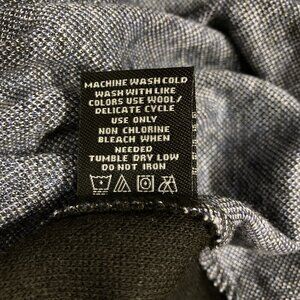 MACHINE WASH COLD
WASH WITH LIKE
COLORS USE WOOL/
DELICATE CYCLE
USE ONLY
NON CHLORINE
BLEACH WHEN
NEEDED
TUMBLE DRY LOW
DO NOT IRON